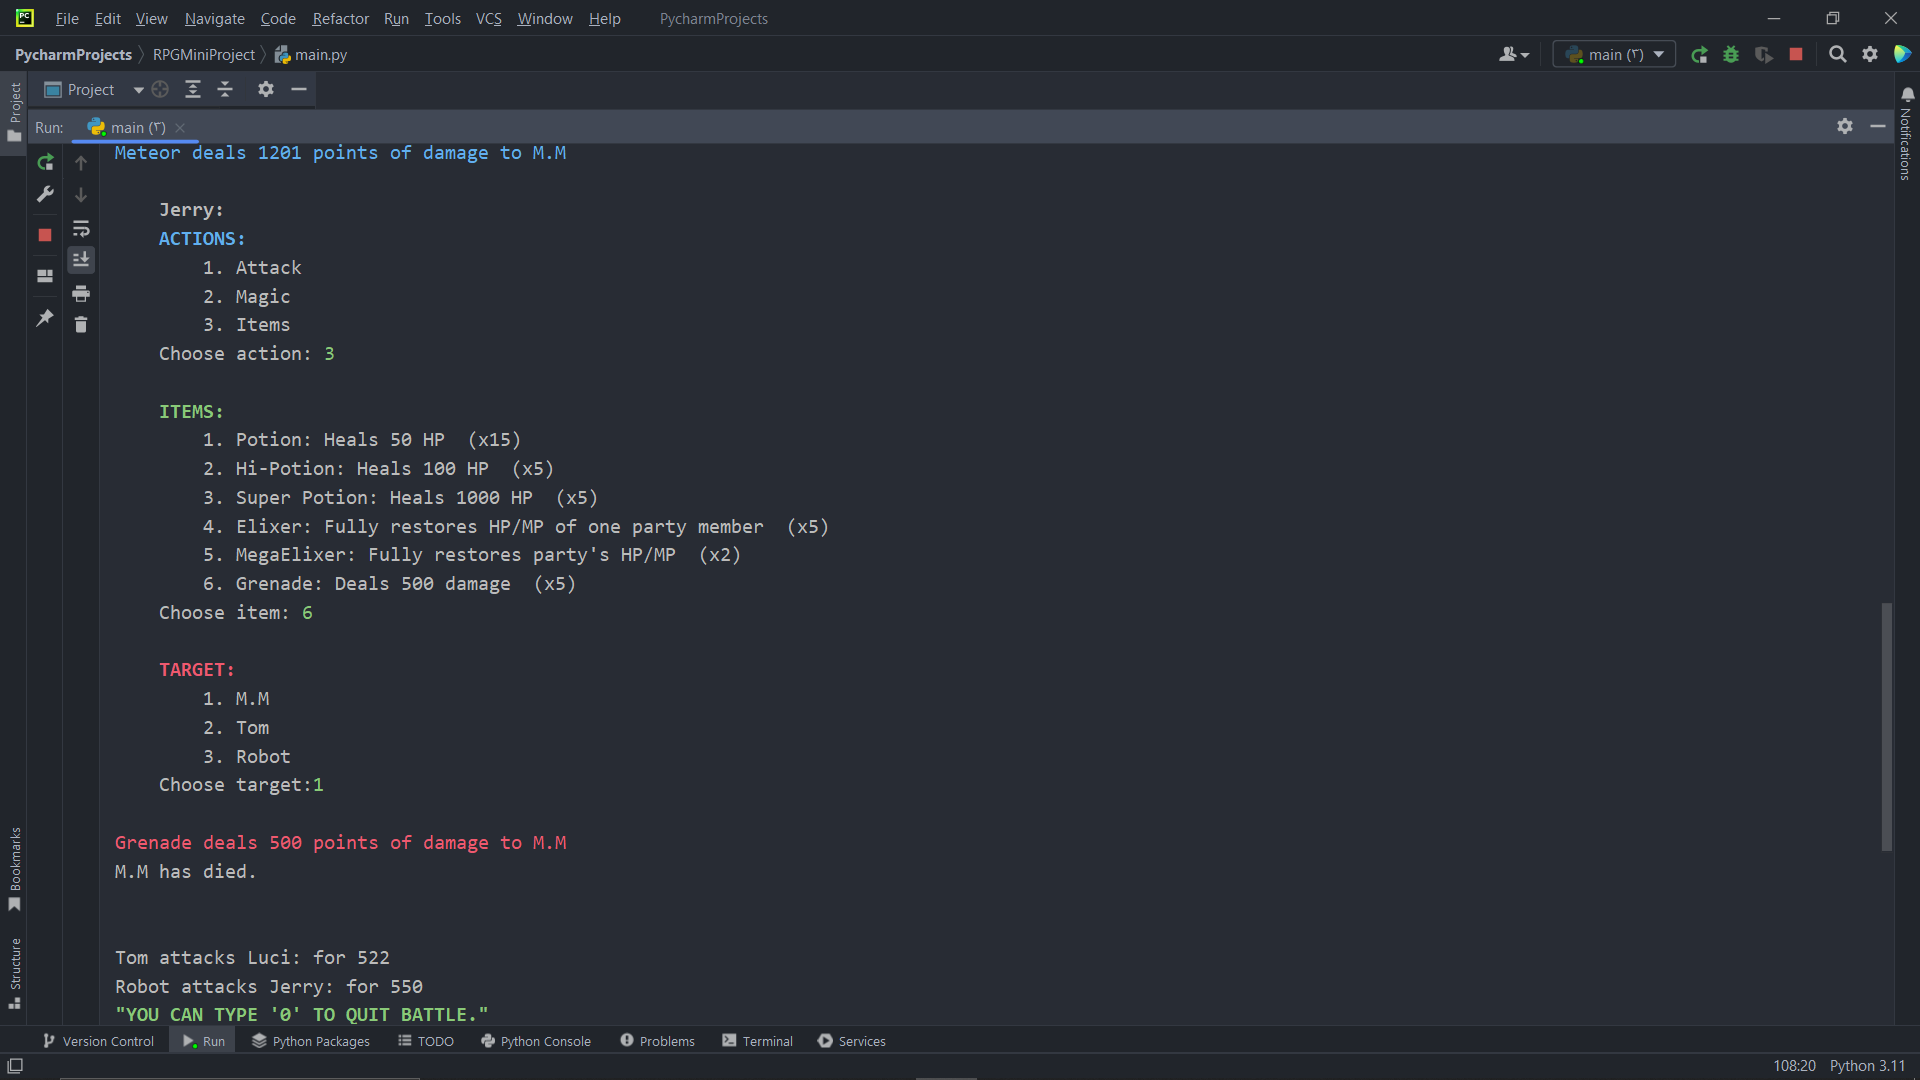 PC
File Edit View Navigate Code Refactor Run Tools VCS Window Help PycharmProjects
PycharmProjects RPGMiniProject main.py
main (٣)
Project
Project
Run: main (٣)
Notifications
Meteor deals 1201 points of damage to M.M
Jerry:
ACTIONS:
1. Attack
2. Magic
3. Items
Choose action: 3
ITEMS:
1. Potion: Heals 50 HP (x15)
2. Hi-Potion: Heals 100 HP (x5)
3. Super Potion: Heals 1000 HP (x5)
4. Elixer: Fully restores HP/MP of one party member (x5)
5. MegaElixer: Fully restores party's HP/MP (x2)
6. Grenade: Deals 500 damage (x5)
Choose item: 6
TARGET:
1. M.M
2. Tom
3. Robot
Choose target:1
Grenade deals 500 points of damage to M.M
M.M has died.
Tom attacks Luci: for 522
Robot attacks Jerry: for 550
"YOU CAN TYPE '0' TO QUIT BATTLE."
Bookmarks
Structure
Version Control Run Python Packages TODO Python Console Problems Terminal Services
108:20 Python 3.11